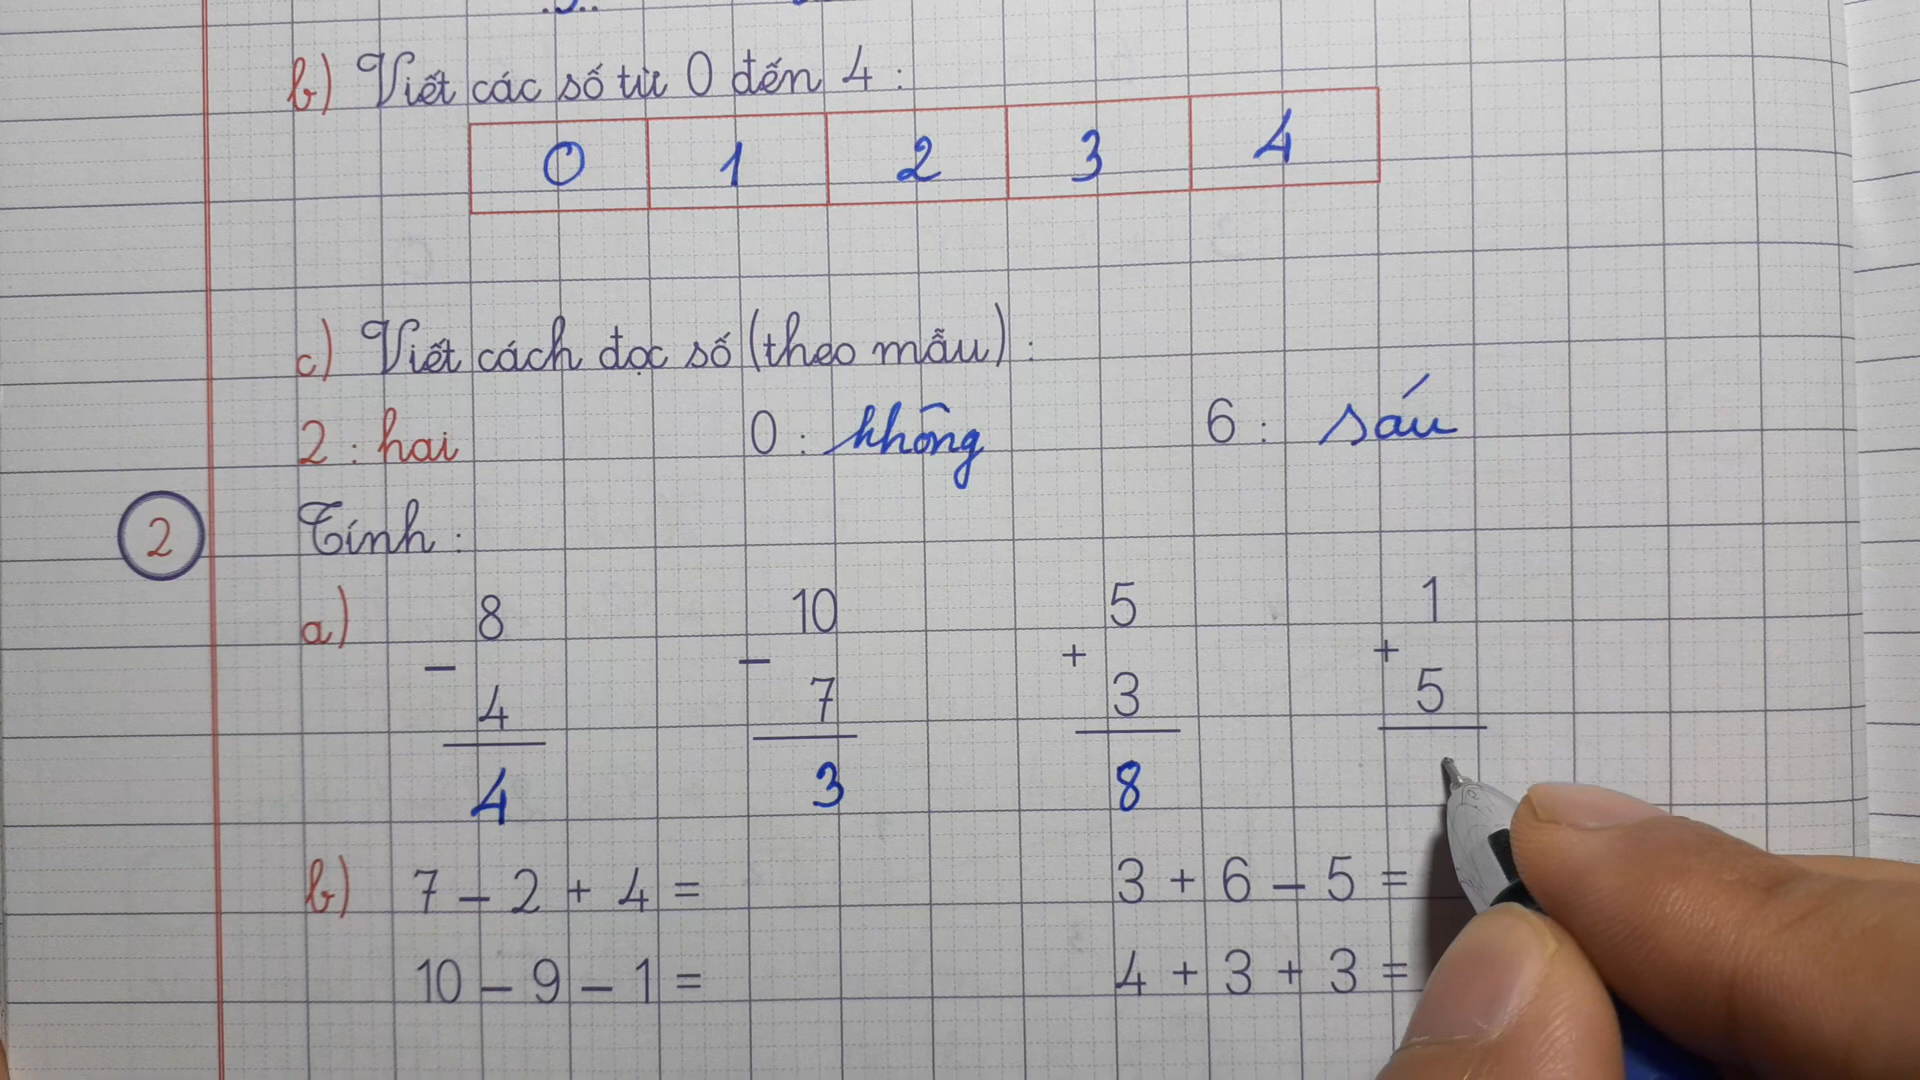 b) Viết các số từ 0 đến 4 :
0 1 2 3 4
c) Viết cách đọc số (theo mẫu) :
2 : hai 0 : không 6 : sáu
2 Tính :
a) 8 10 5 1
- - + +
4 7 3 5
4 3 8
b) 7 - 2 + 4 = 3 + 6 - 5 =
10 - 9 - 1 = 4 + 3 + 3 =